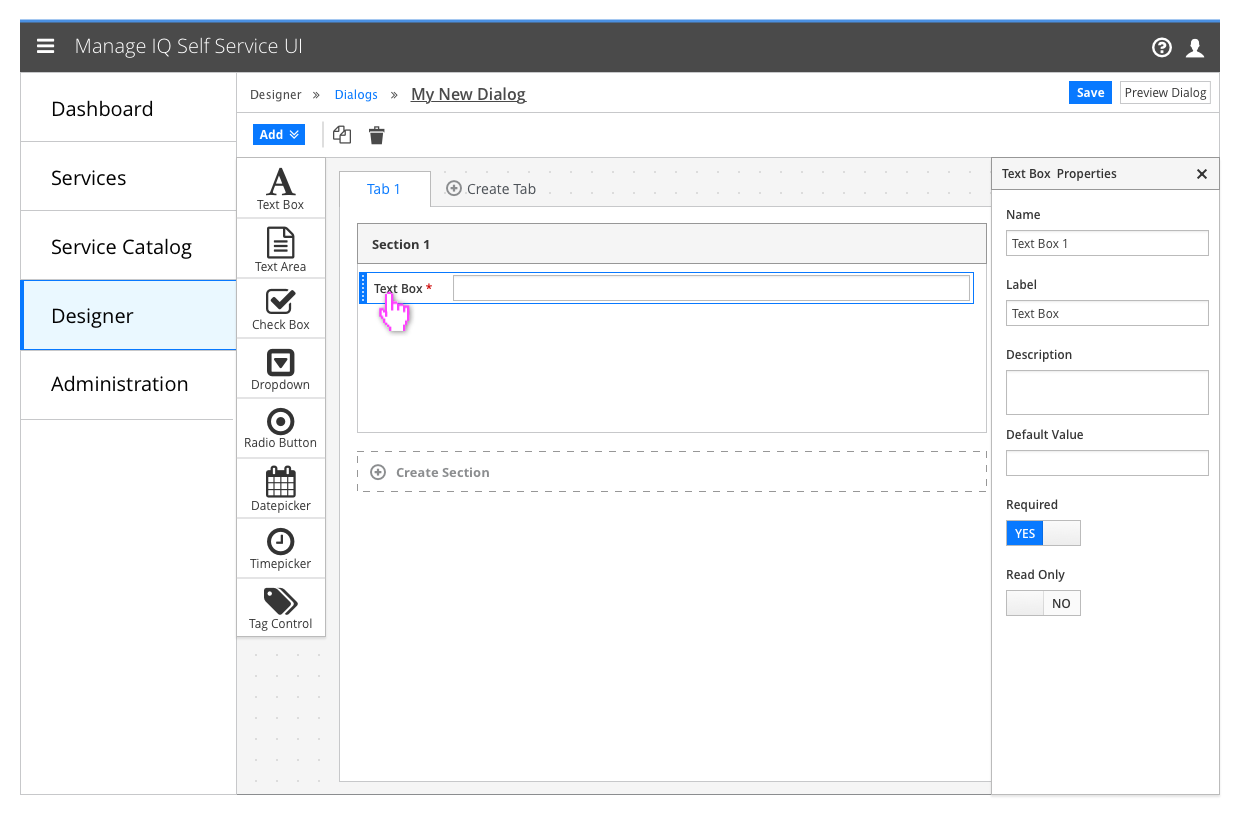 Manage IQ Self Service UI
Dashboard
Services
Service Catalog
Designer
Administration
Designer » Dialogs » My New Dialog
Save
Preview Dialog
Add
Text Box
Text Area
Check Box
Dropdown
Radio Button
Datepicker
Timepicker
Tag Control
Tab 1
Create Tab
Section 1
Text Box *
Create Section
Text Box Properties
Name
Text Box 1
Label
Text Box
Description
Default Value
Required
YES
Read Only
NO